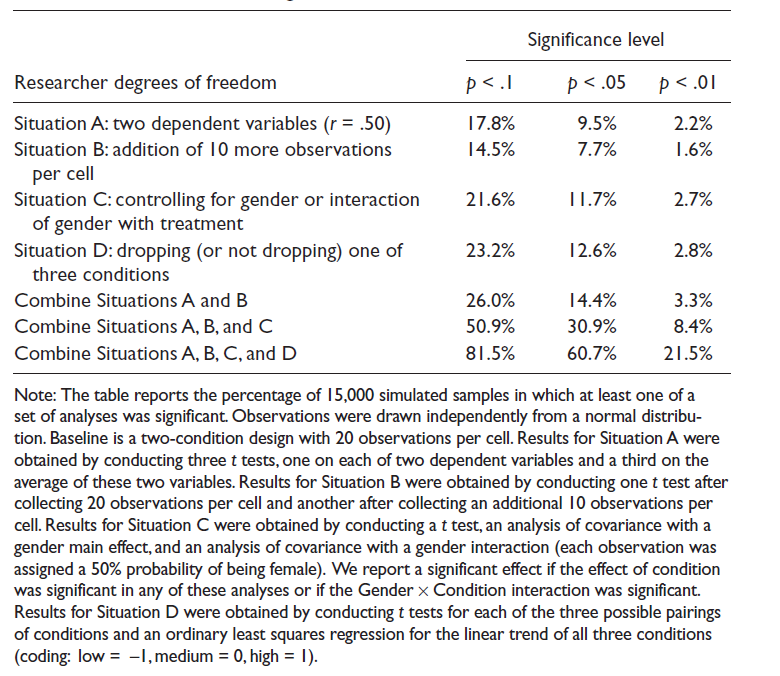 Significance level
Researcher degrees of freedom p < .1 p < .05 p < .01
Situation A: two dependent variables (r = .50) 17.8% 9.5% 2.2%
Situation B: addition of 10 more observations 14.5% 7.7% 1.6%
per cell
Situation C: controlling for gender or interaction 21.6% 11.7% 2.7%
of gender with treatment
Situation D: dropping (or not dropping) one of 23.2% 12.6% 2.8%
three conditions
Combine Situations A and B 26.0% 14.4% 3.3%
Combine Situations A, B, and C 50.9% 30.9% 8.4%
Combine Situations A, B, C, and D 81.5% 60.7% 21.5%
Note: The table reports the percentage of 15,000 simulated samples in which at least one of a
set of analyses was significant. Observations were drawn independently from a normal distribu-
tion. Baseline is a two-condition design with 20 observations per cell. Results for Situation A were
obtained by conducting three t tests, one on each of two dependent variables and a third on the
average of these two variables. Results for Situation B were obtained by conducting one t test after
collecting 20 observations per cell and another after collecting an additional 10 observations per
cell. Results for Situation C were obtained by conducting a t test, an analysis of covariance with a
gender main effect, and an analysis of covariance with a gender interaction (each observation was
assigned a 50% probability of being female). We report a significant effect if the effect of condition
was significant in any of these analyses or if the Gender × Condition interaction was significant.
Results for Situation D were obtained by conducting t tests for each of the three possible pairings
of conditions and an ordinary least squares regression for the linear trend of all three conditions
(coding: low = –1, medium = 0, high = 1).